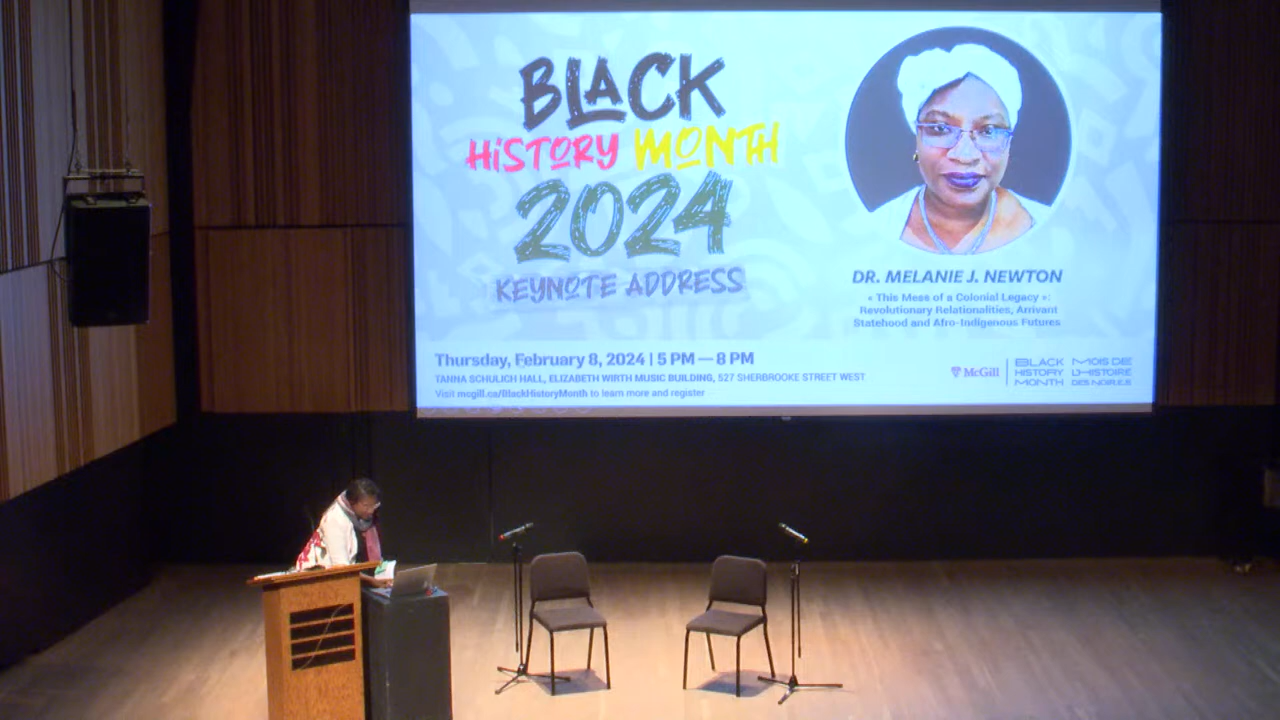 BLACK
HISTORY MONTH
2024
KEYNOTE ADDRESS
DR. MELANIE J. NEWTON
« This Mess of a Colonial Legacy »:
Revolutionary Relationalities, Arrivant
Statehood and Afro-Indigenous Futures
Thursday, February 8, 2024 | 5 PM — 8 PM
TANNA SCHULICH HALL, ELIZABETH WIRTH MUSIC BUILDING, 527 SHERBROOKE STREET WEST
Visit mcgill.ca/BlackHistoryMonth to learn more and register
McGill
BLACK
HISTORY
MONTH
MOIS DE
L'HISTOIRE
DES NOIR.E.S